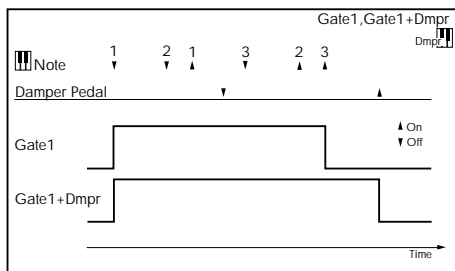 Gate1,Gate1+Dmpr
Dmpr
1 2 1 3 2 3
Note
Damper Pedal
On
Off
Gate1
Gate1+Dmpr
Time